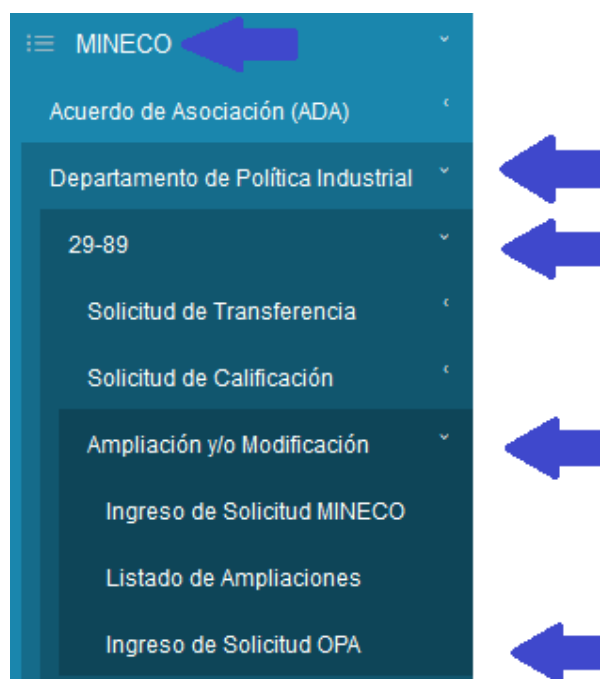 MINECO
Acuerdo de Asociación (ADA)
Departamento de Política Industrial
29-89
Solicitud de Transferencia
Solicitud de Calificación
Ampliación y/o Modificación
Ingreso de Solicitud MINECO
Listado de Ampliaciones
Ingreso de Solicitud OPA